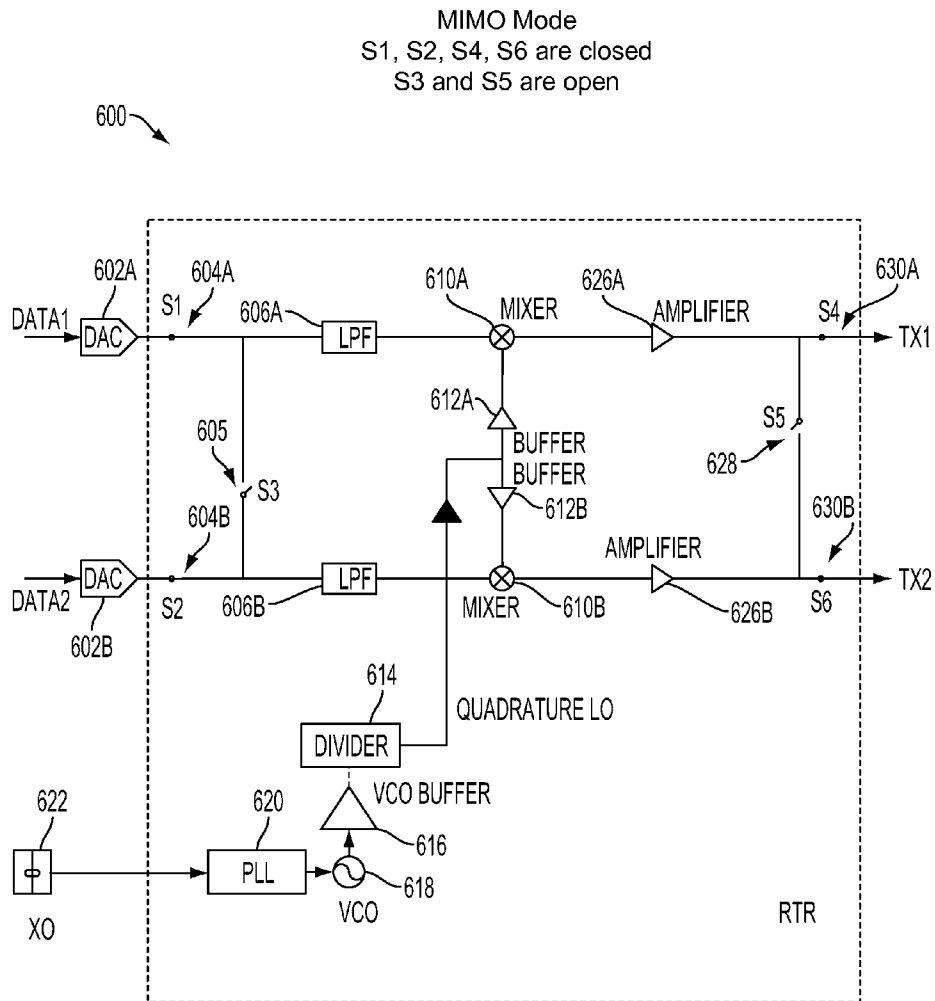 MIMO Mode
S1, S2, S4, S6 are closed
S3 and S5 are open
600
602A
604A
606A
610A
626A
630A
DATA1
DAC
S1
LPF
MIXER
AMPLIFIER
S4
TX1
612A
BUFFER
S5
628
605
S3
BUFFER
612B
604B
630B
DATA2
DAC
S2
LPF
MIXER
AMPLIFIER
S6
TX2
602B
606B
610B
626B
614
QUADRATURE LO
DIVIDER
VCO BUFFER
616
622
620
PLL
618
XO
VCO
RTR